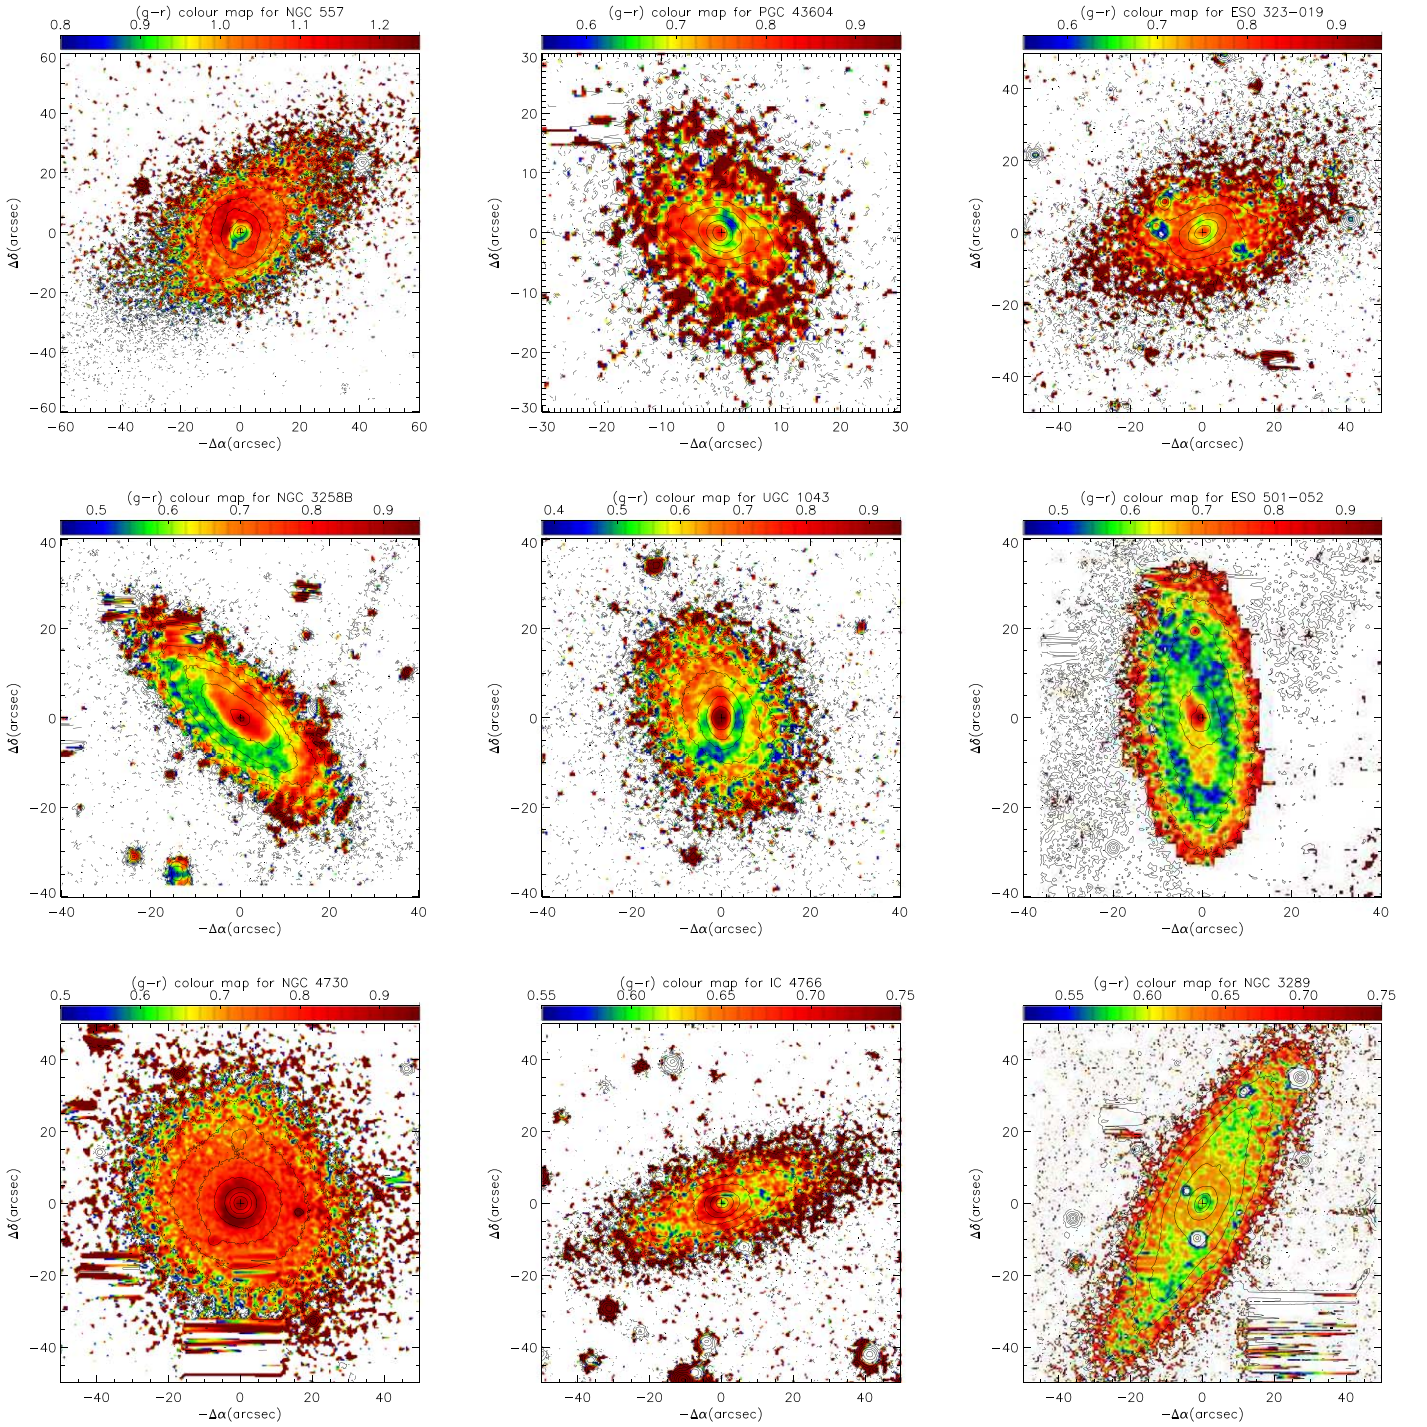 (g−r) colour map for NGC 557
0.8 0.9 1.0 1.1 1.2
60
40
20
0
−20
−40
−60
Δδ(arcsec)
−60 −40 −20 0 20 40 60
−Δα(arcsec)
(g−r) colour map for PGC 43604
0.6 0.7 0.8 0.9
30
20
10
0
−10
−20
−30
Δδ(arcsec)
−30 −20 −10 0 10 20 30
−Δα(arcsec)
(g−r) colour map for ESO 323−019
0.6 0.7 0.8 0.9
40
20
0
−20
−40
Δδ(arcsec)
−40 −20 0 20 40
−Δα(arcsec)
(g−r) colour map for NGC 3258B
0.5 0.6 0.7 0.8 0.9
40
20
0
−20
−40
Δδ(arcsec)
−40 −20 0 20 40
−Δα(arcsec)
(g−r) colour map for UGC 1043
0.4 0.5 0.6 0.7 0.8 0.9
40
20
0
−20
−40
Δδ(arcsec)
−40 −20 0 20 40
−Δα(arcsec)
(g−r) colour map for ESO 501−052
0.5 0.6 0.7 0.8 0.9
40
20
0
−20
−40
Δδ(arcsec)
−40 −20 0 20 40
−Δα(arcsec)
(g−r) colour map for NGC 4730
0.5 0.6 0.7 0.8 0.9
40
20
0
−20
−40
Δδ(arcsec)
−40 −20 0 20 40
−Δα(arcsec)
(g−r) colour map for IC 4766
0.55 0.60 0.65 0.70 0.75
40
20
0
−20
−40
Δδ(arcsec)
−40 −20 0 20 40
−Δα(arcsec)
(g−r) colour map for NGC 3289
0.55 0.60 0.65 0.70 0.75
40
20
0
−20
−40
Δδ(arcsec)
−40 −20 0 20 40
−Δα(arcsec)